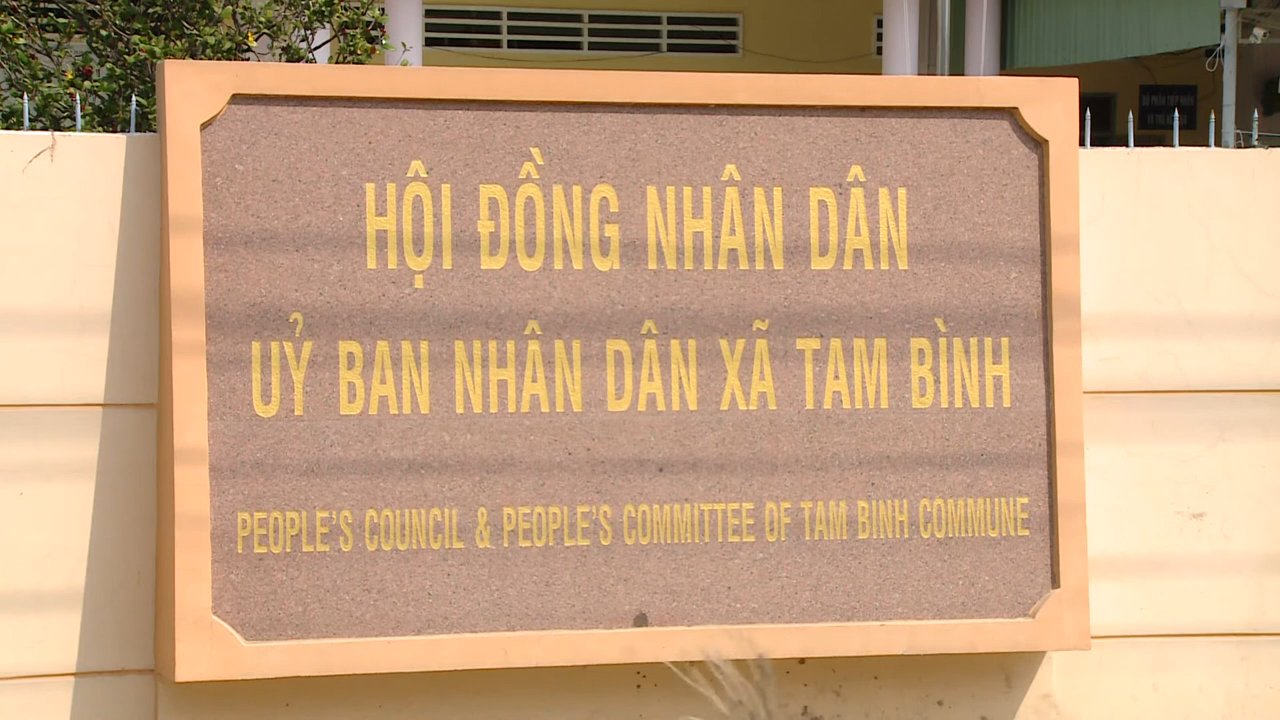 HỘI ĐỒNG NHÂN DÂN
UỶ BAN NHÂN DÂN XÃ TAM BÌNH
PEOPLE'S COUNCIL & PEOPLE'S COMMITTEE OF TAM BINH COMMUNE